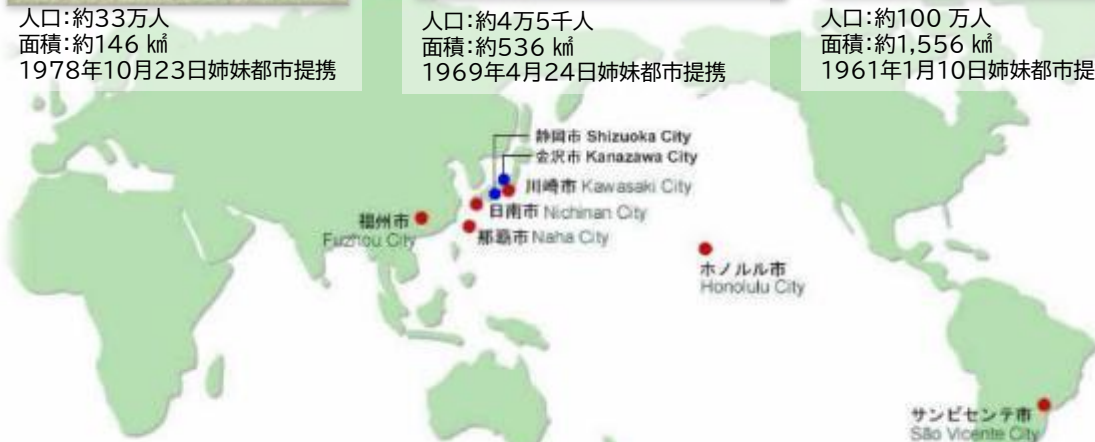 人口:約33万人
面積:約146 ㎢
1978年10月23日姉妹都市提携
人口:約4万5千人
面積:約536 ㎢
1969年4月24日姉妹都市提携
人口:約100 万人
面積:約1,556 ㎢
1961年1月10日姉妹都市提
静岡市 Shizuoka City
金沢市 Kanazawa City
川崎市 Kawasaki City
日南市 Nichinan City
那覇市 Naha City
福州市
Fuzhou City
ホノルル市
Honolulu City
サンビセンテ市
São Vicente City